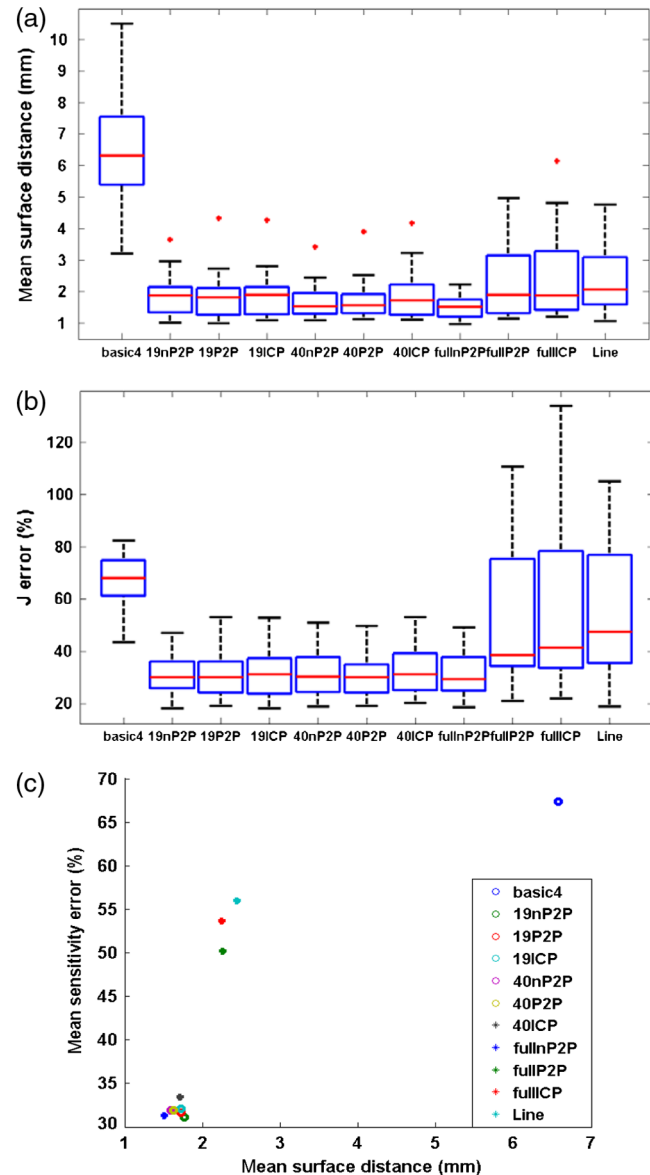 (a)
Mean surface distance (mm)
10
9
8
7
6
5
4
3
2
1
basic4 19nP2P 19P2P 19ICP 40nP2P 40P2P 40ICP fullnP2P fullP2P fullICP Line
(b)
J error (%)
120
100
80
60
40
20
basic4 19nP2P 19P2P 19ICP 40nP2P 40P2P 40ICP fullnP2P fullP2P fullICP Line
(c)
Mean sensitivity error (%)
70
65
60
55
50
45
40
35
30
basic4
19nP2P
19P2P
19ICP
40nP2P
40P2P
40ICP
fullnP2P
fullP2P
fullICP
Line
1 2 3 4 5 6 7
Mean surface distance (mm)